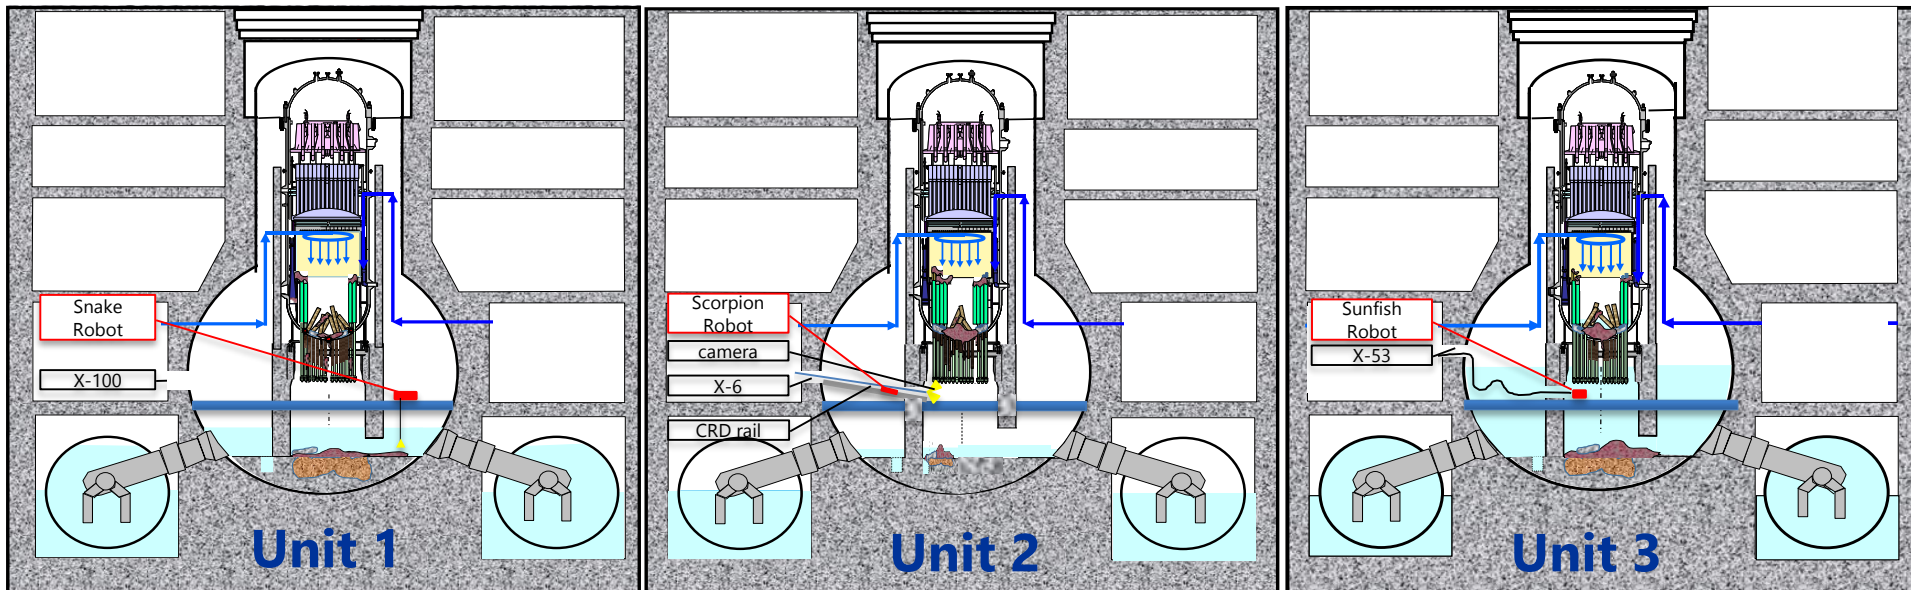 Snake
Robot
X-100
Unit 1
Scorpion
Robot
camera
X-6
CRD rail
Unit 2
Sunfish
Robot
X-53
Unit 3